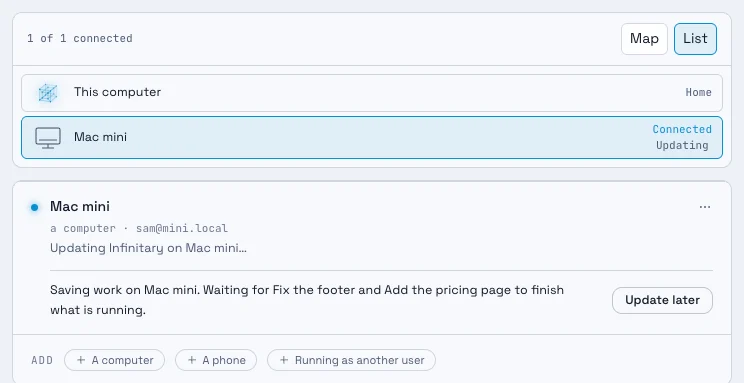 1 of 1 connected
Map
List
This computer
Home
Mac mini
Connected
Updating
Mac mini
...
a computer · sam@mini.local
Updating Infinitary on Mac mini...
Saving work on Mac mini. Waiting for Fix the footer and Add the pricing page to finish
what is running.
Update later
ADD
+ A computer
+ A phone
+ Running as another user